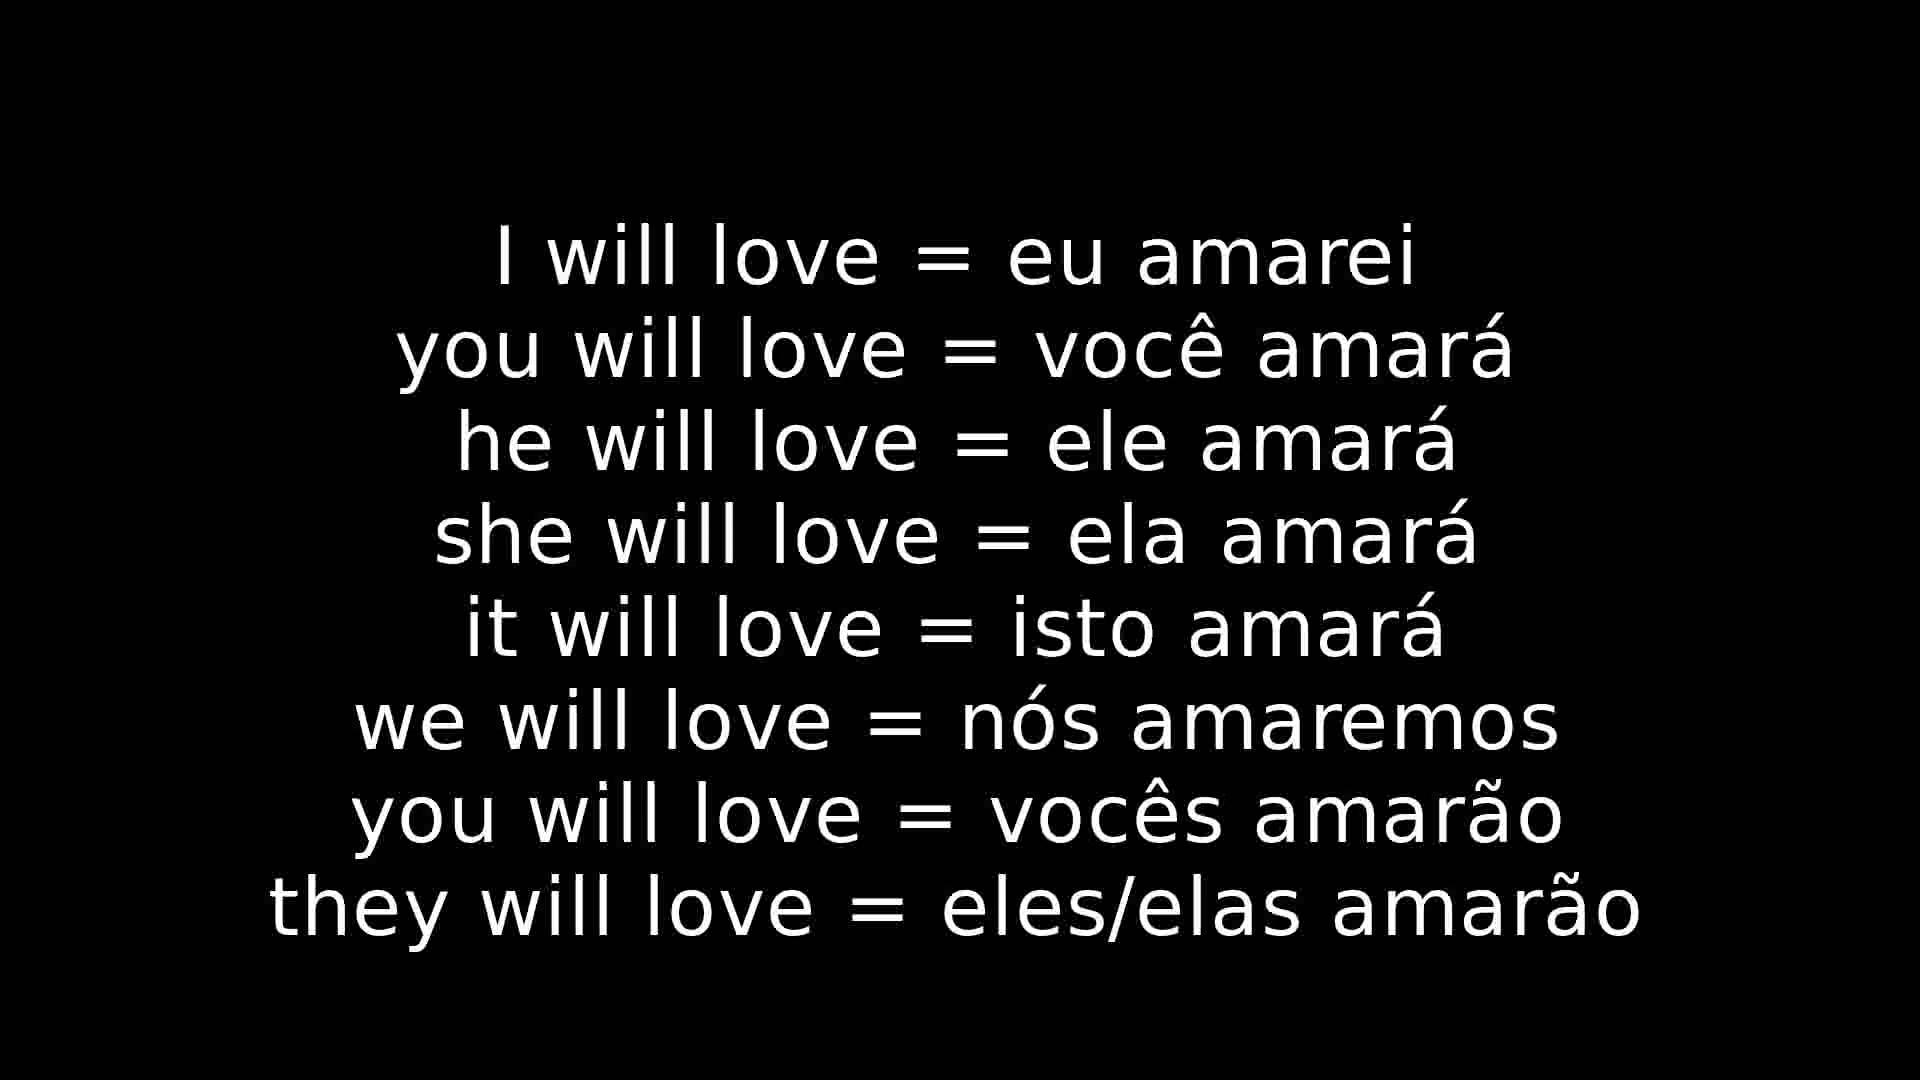 I will love = eu amarei
you will love = você amará
he will love = ele amará
she will love = ela amará
it will love = isto amará
we will love = nós amaremos
you will love = vocês amarão
they will love = eles/elas amarão